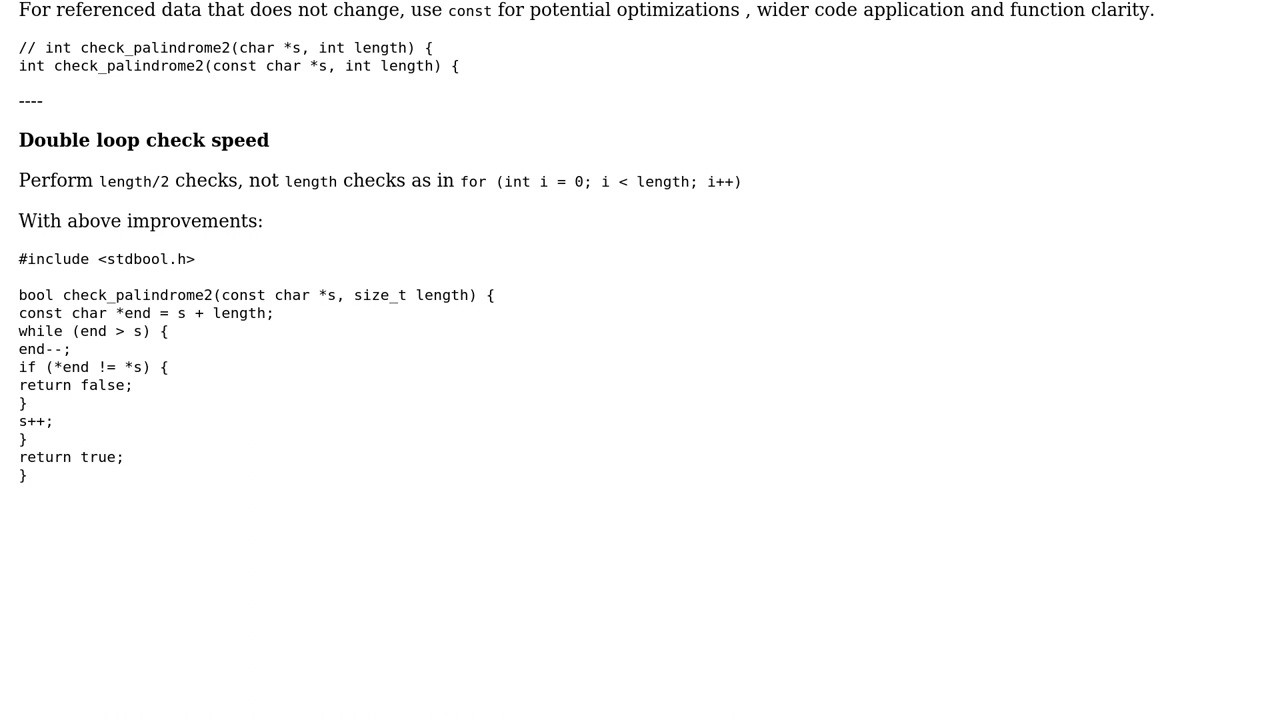 For referenced data that does not change, use const for potential optimizations , wider code application and function clarity.
// int check_palindrome2(char *s, int length) {
int check_palindrome2(const char *s, int length) {
----
Double loop check speed
Perform length/2 checks, not length checks as in for (int i = 0; i < length; i++)
With above improvements:
#include <stdbool.h>
bool check_palindrome2(const char *s, size_t length) {
const char *end = s + length;
while (end > s) {
end--;
if (*end != *s) {
return false;
}
s++;
}
return true;
}